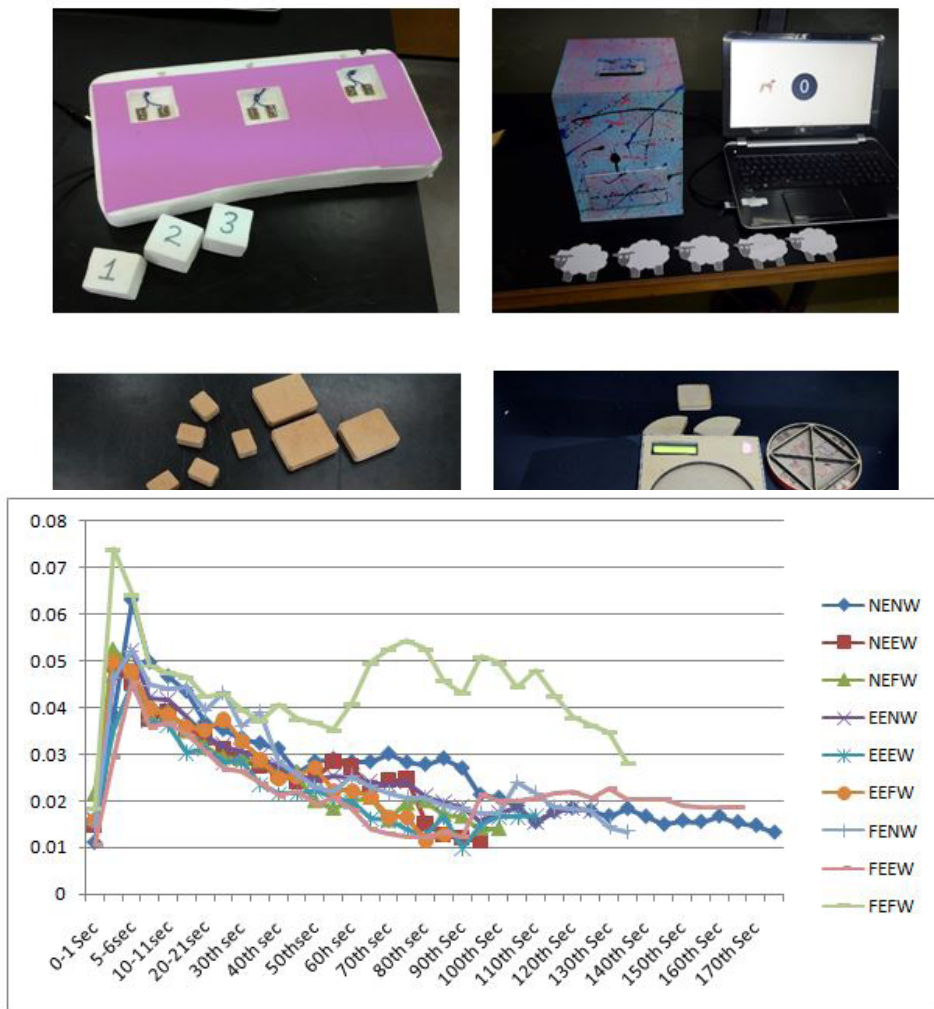 1
2
3
0
0.08
0.07
0.06
0.05
0.04
0.03
0.02
0.01
0
0-1 Sec
5-6sec
10-11sec
20-21sec
30th sec
40th sec
50thsec
60th sec
70th sec
80th sec
90th Sec
100th Sec
110th Sec
120th Sec
130th Sec
140th Sec
150th Sec
160th Sec
170th Sec
NENW
NEEW
NEFW
EENW
EEEW
EEFW
FENW
FEEW
FEFW